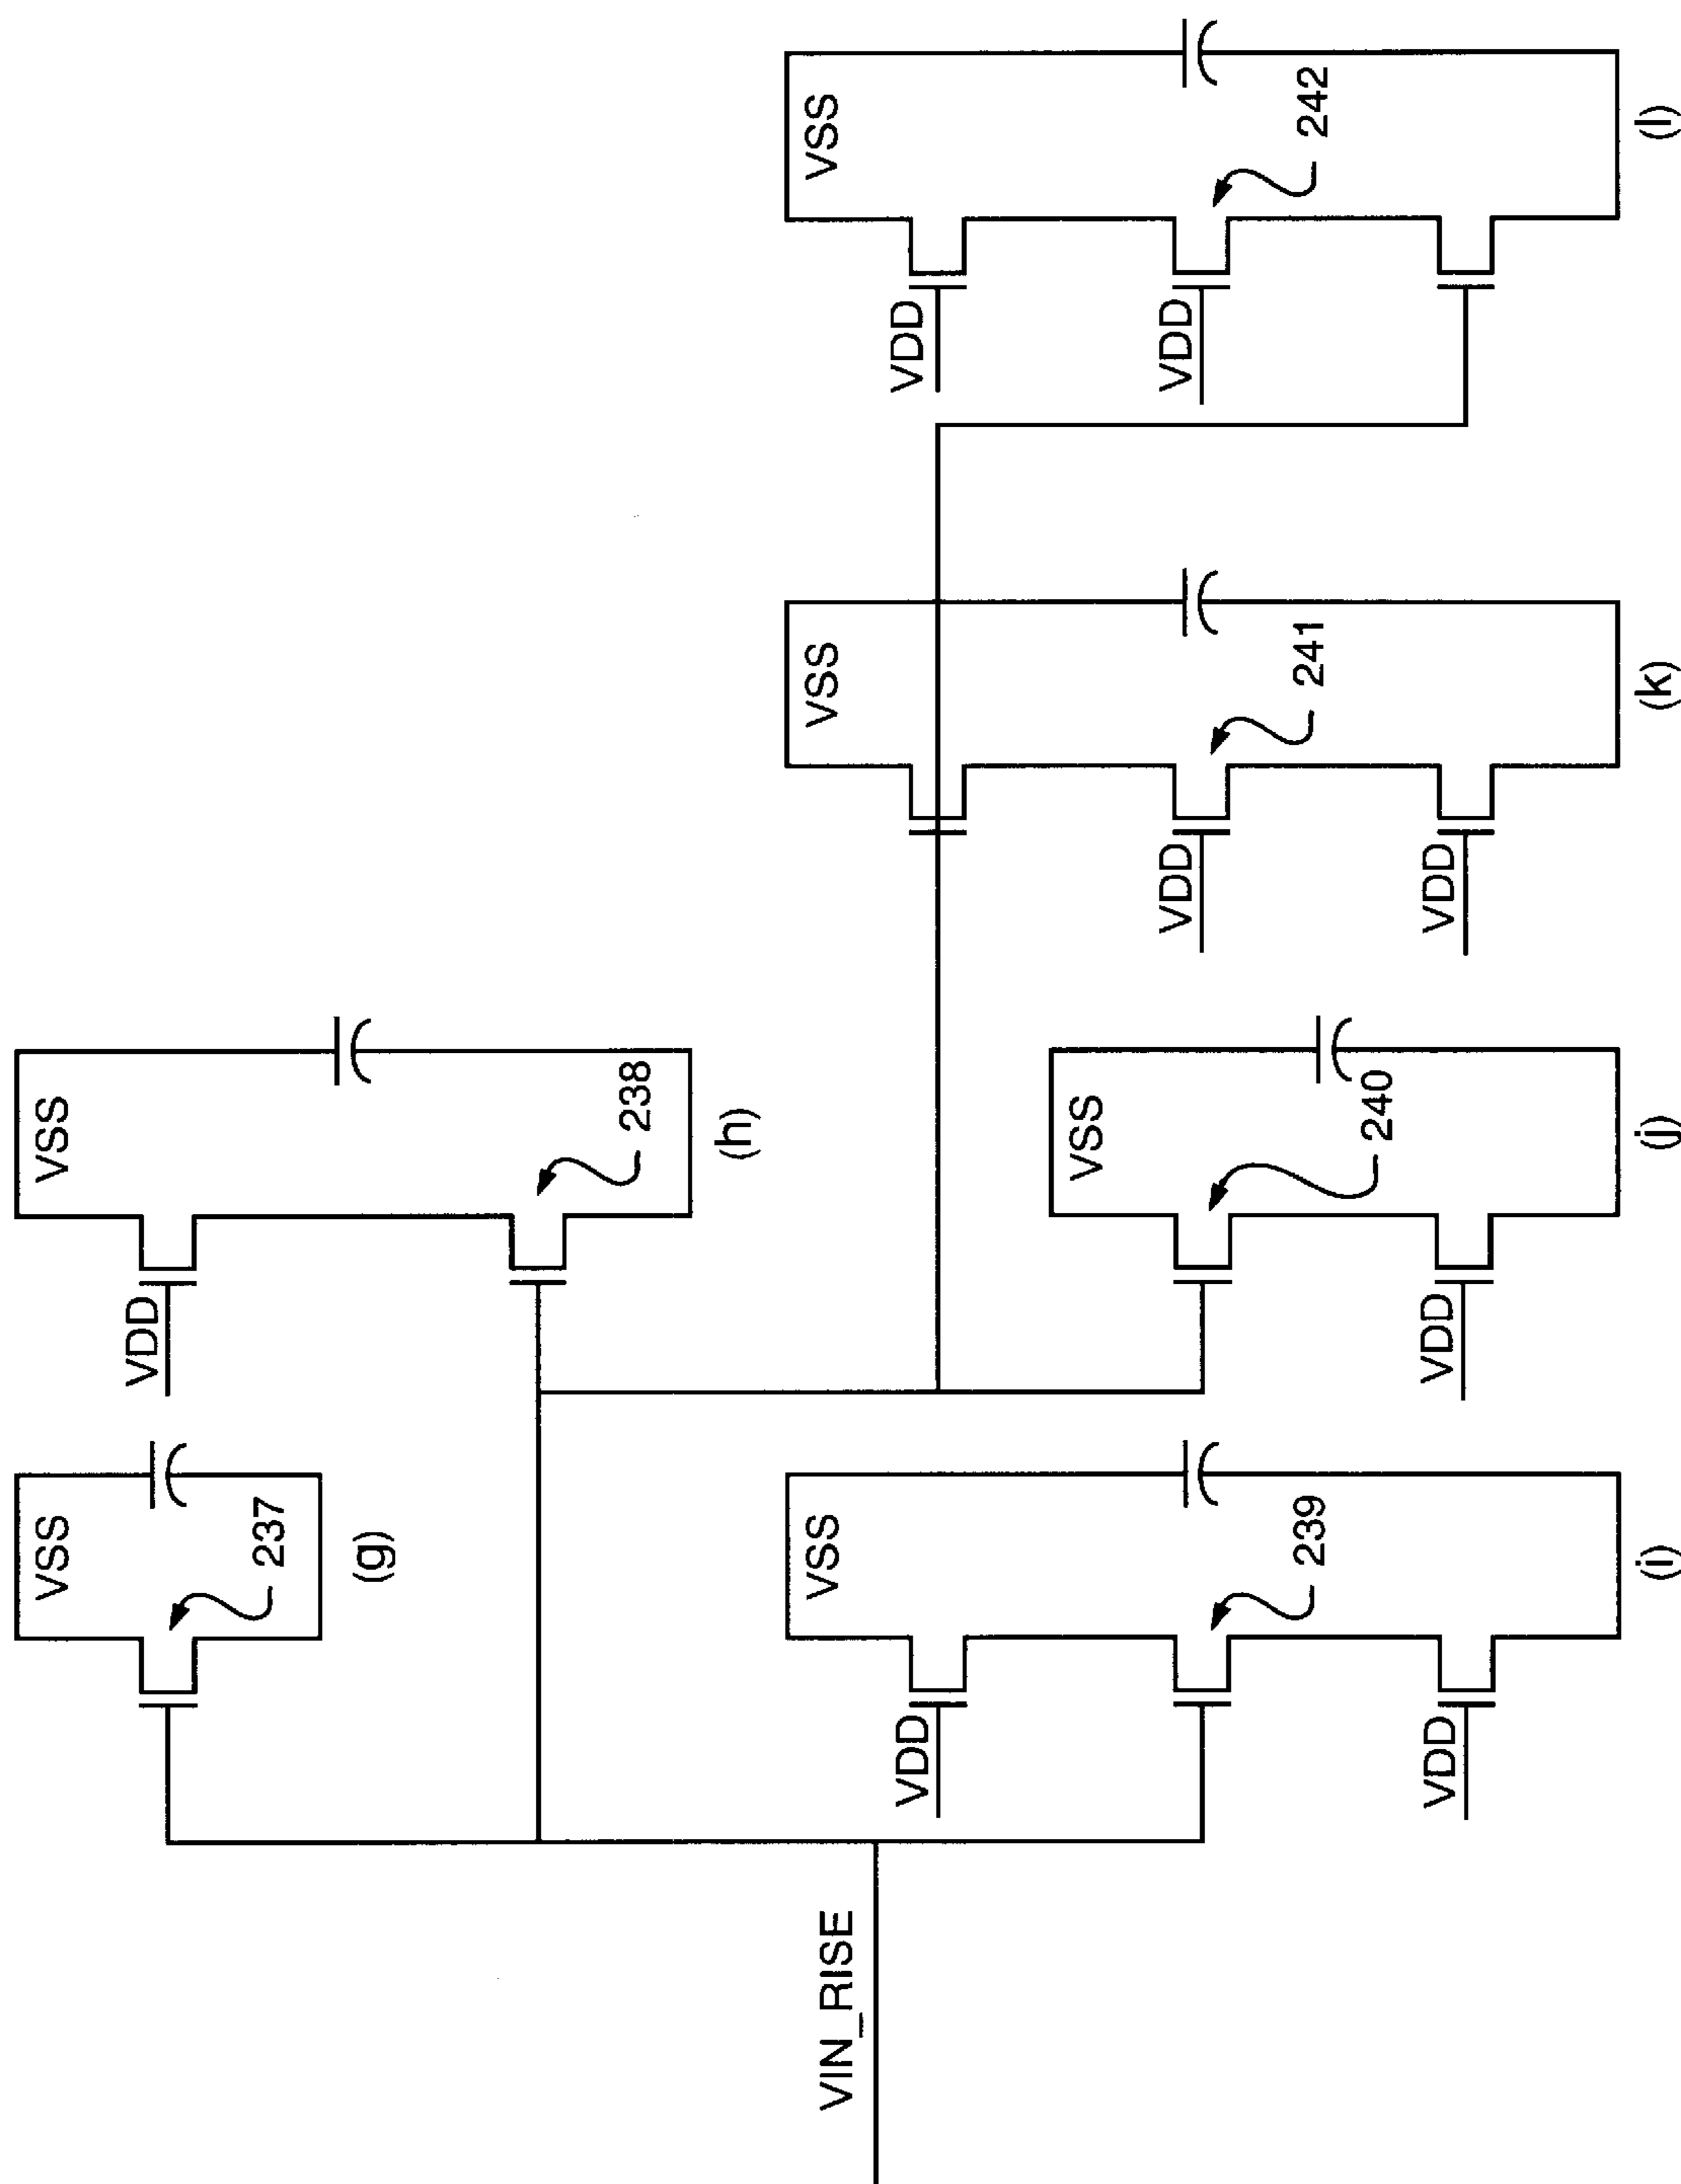 VIN_RISE
VSS
237
(g)
VDD
VSS
238
(h)
VDD
VSS
239
VDD
(i)
VSS
240
VDD
(j)
VSS
VDD
241
VDD
(k)
VDD
VSS
VDD
242
(l)